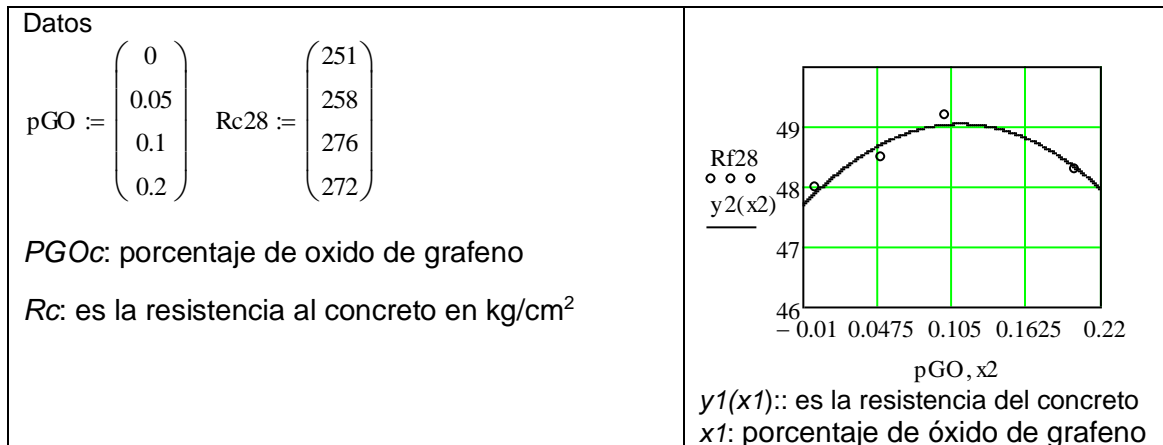 Datos
pGO := ( 0 0.05 0.1 0.2 ) Rc28 := ( 251 258 276 272 )
PGOc: porcentaje de oxido de grafeno
Rc: es la resistencia al concreto en kg/cm²
49
48
47
46
Rf28
y2(x2)
− 0.01 0.0475 0.105 0.1625 0.22
pGO , x2
y1(x1):: es la resistencia del concreto
x1: porcentaje de óxido de grafeno